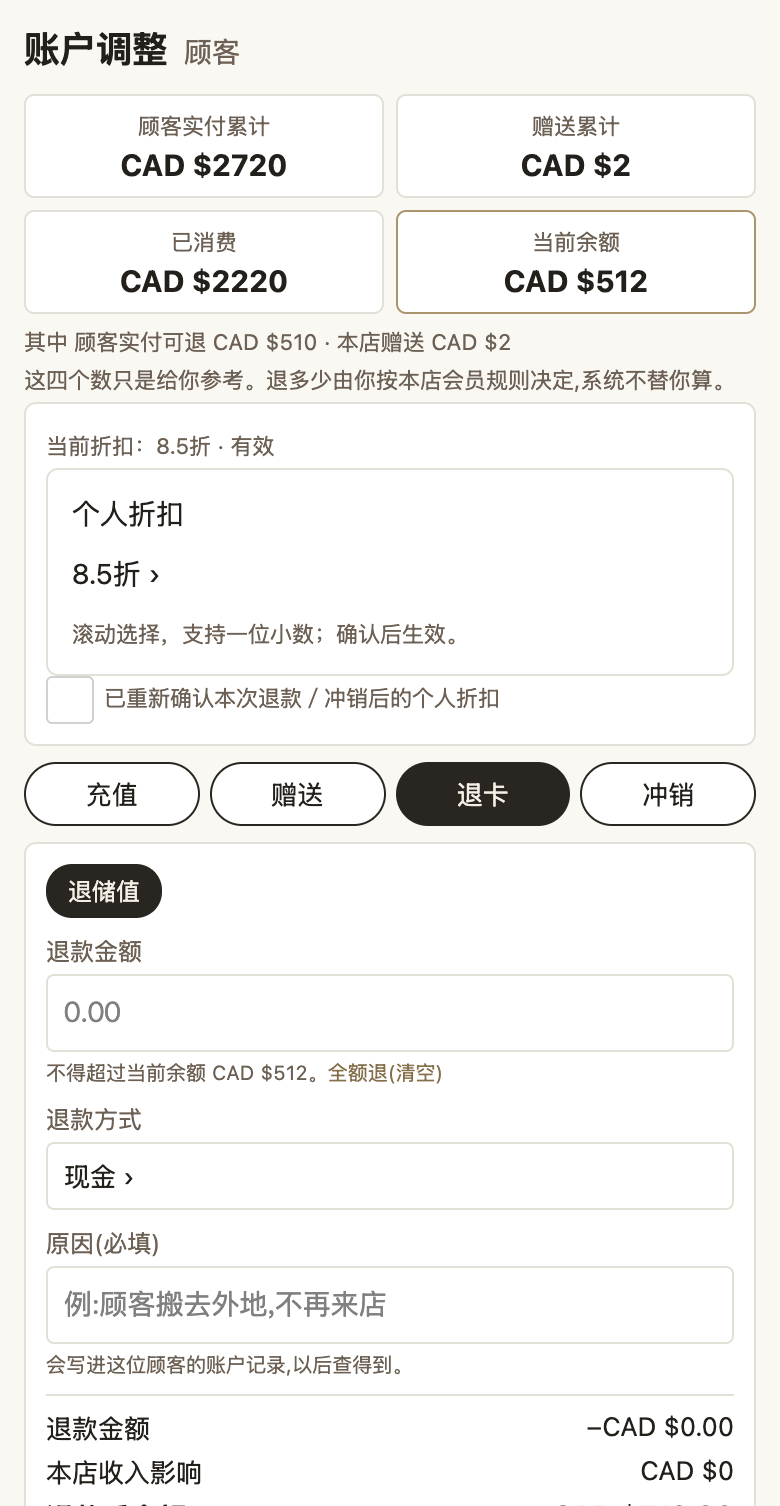 账户调整 顾客
顾客实付累计
CAD $2720
赠送累计
CAD $2
已消费
CAD $2220
当前余额
CAD $512
其中 顾客实付可退 CAD $510 · 本店赠送 CAD $2
这四个数只是给你参考。退多少由你按本店会员规则决定,系统不替你算。
当前折扣：8.5折 · 有效
个人折扣
8.5折 ›
滚动选择，支持一位小数；确认后生效。
已重新确认本次退款 / 冲销后的个人折扣
充值
赠送
退卡
冲销
退储值
退款金额
0.00
不得超过当前余额 CAD $512。全额退(清空)
退款方式
现金 ›
原因(必填)
例:顾客搬去外地,不再来店
会写进这位顾客的账户记录,以后查得到。
退款金额 −CAD $0.00
本店收入影响 CAD $0